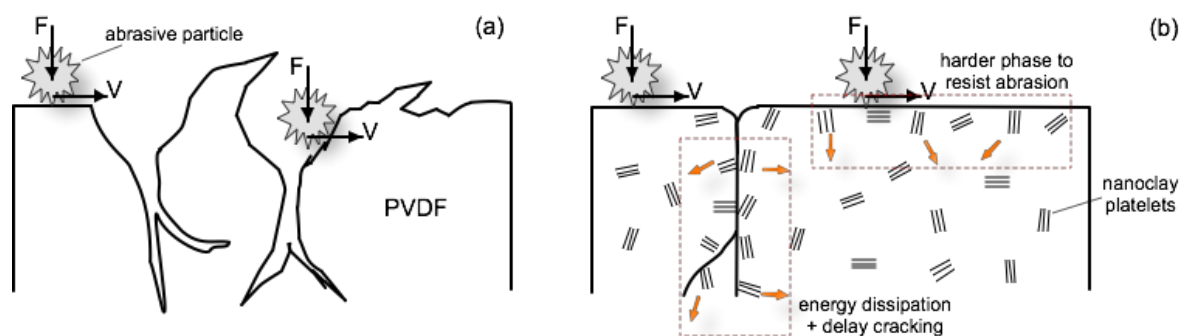 F
abrasive particle
V
F
V
(a)
PVDF
F
V
F
V
(b)
harder phase to
resist abrasion
nanoclay
platelets
energy dissipation
+ delay cracking